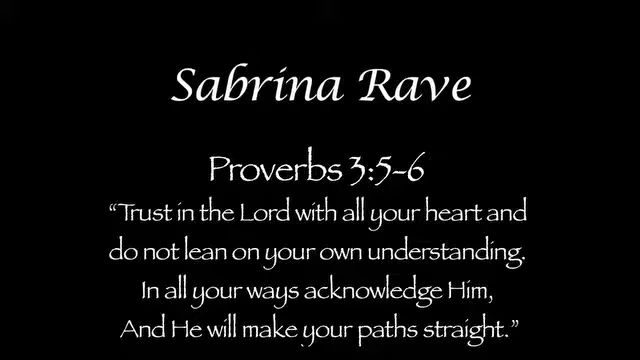 Sabrina Rave
Proverbs 3:5-6
“Trust in the Lord with all your heart and
do not lean on your own understanding.
In all your ways acknowledge Him,
And He will make your paths straight.”